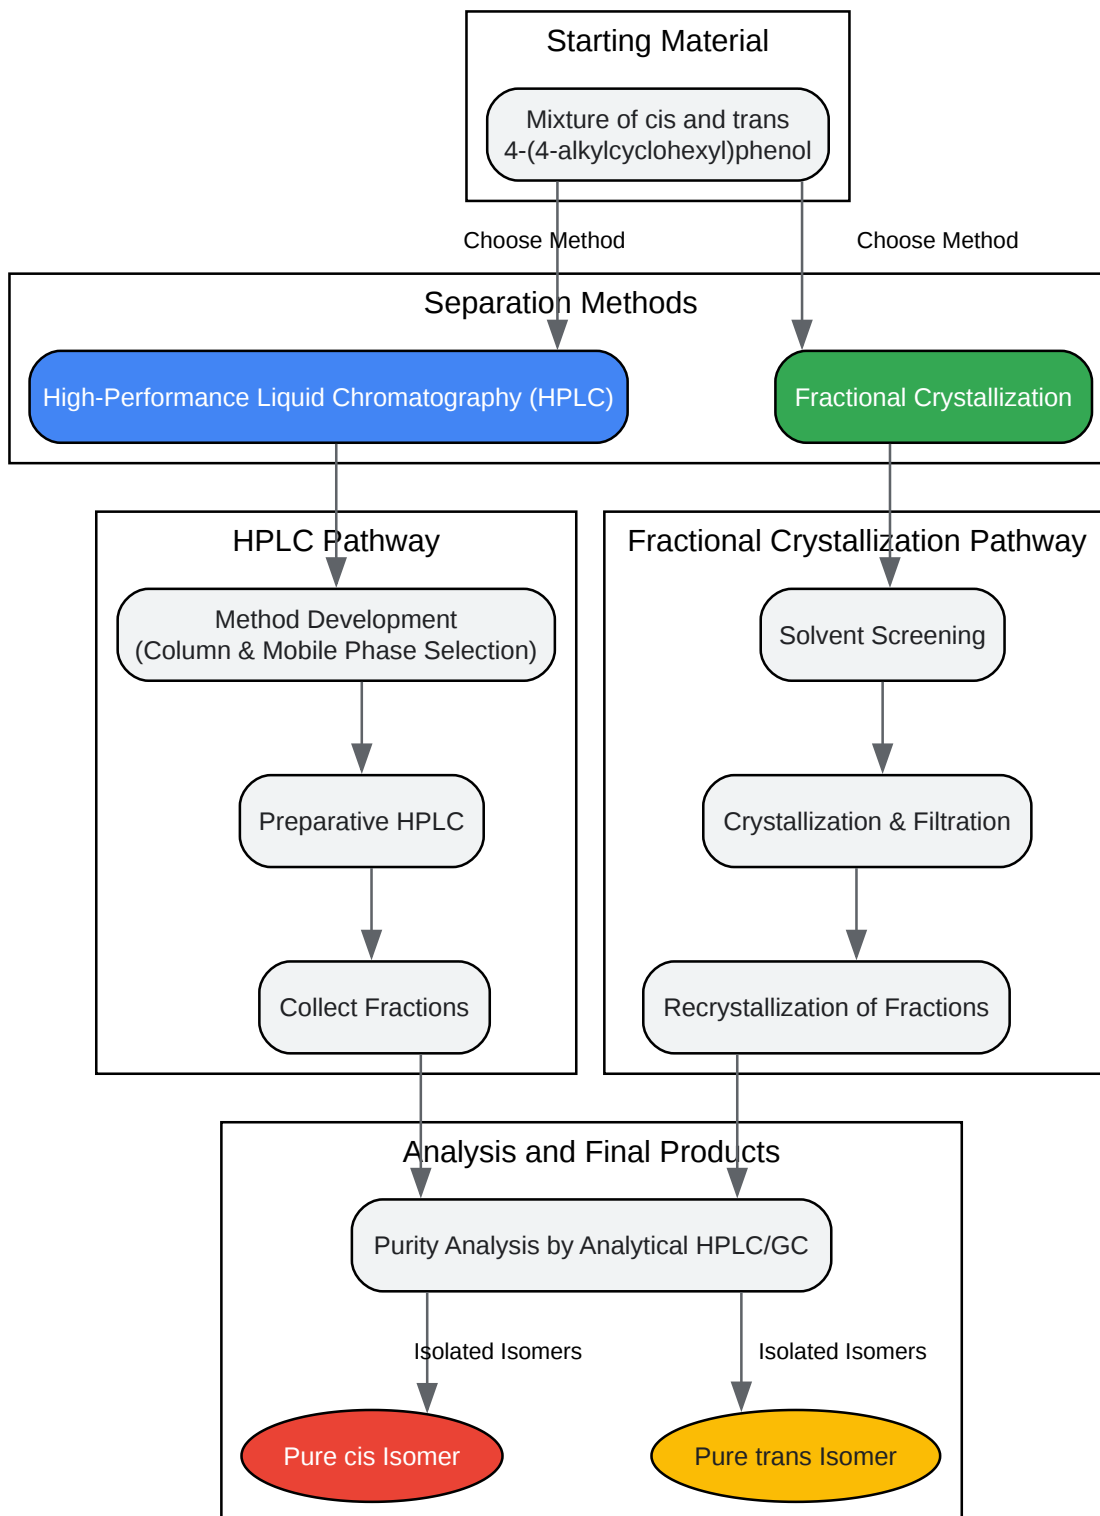 Starting Material
Mixture of cis and trans
4-(4-alkylcyclohexyl)phenol
Choose Method
Choose Method
Separation Methods
High-Performance Liquid Chromatography (HPLC)
Fractional Crystallization
HPLC Pathway
Method Development
(Column & Mobile Phase Selection)
Preparative HPLC
Collect Fractions
Fractional Crystallization Pathway
Solvent Screening
Crystallization & Filtration
Recrystallization of Fractions
Analysis and Final Products
Purity Analysis by Analytical HPLC/GC
Isolated Isomers
Isolated Isomers
Pure cis Isomer
Pure trans Isomer